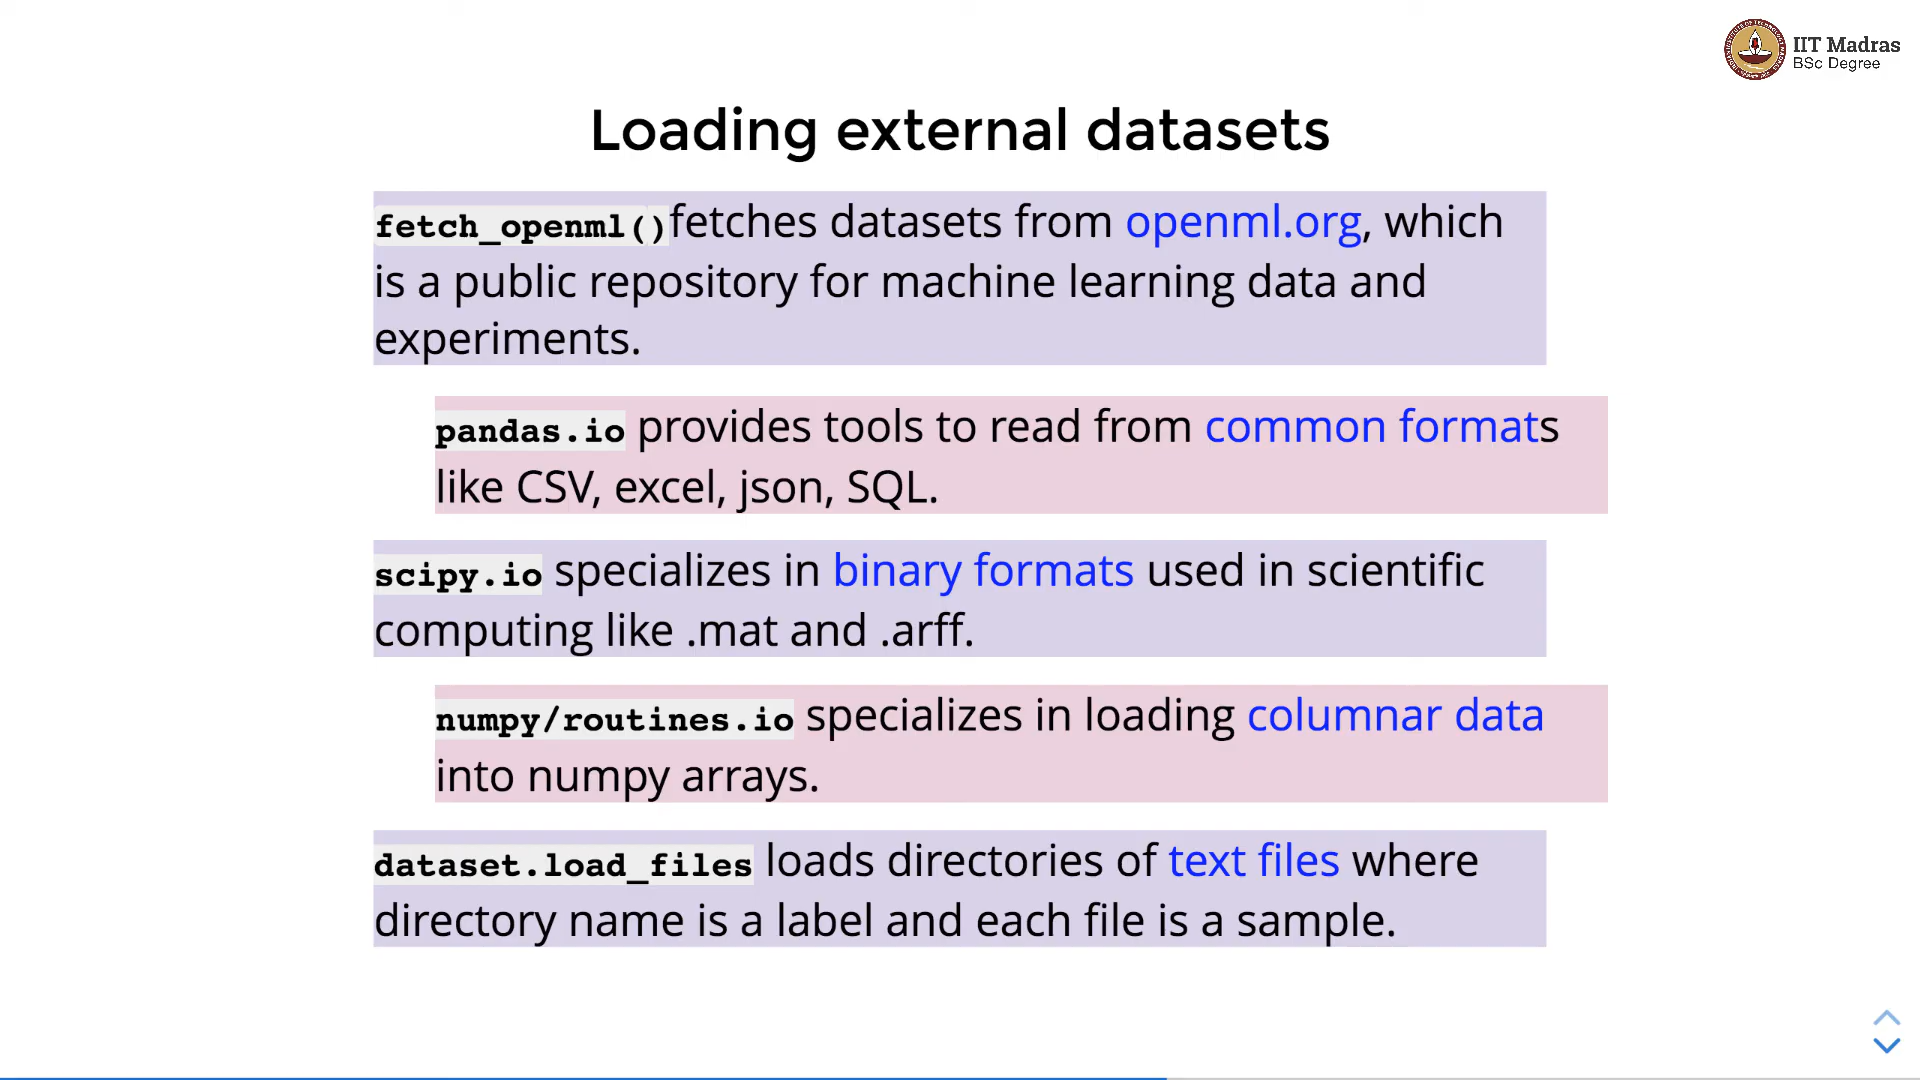 IIT Madras
BSc Degree
Loading external datasets
fetch_openml()fetches datasets from openml.org, which
is a public repository for machine learning data and
experiments.
pandas.io provides tools to read from common formats
like CSV, excel, json, SQL.
scipy.io specializes in binary formats used in scientific
computing like .mat and .arff.
numpy/routines.io specializes in loading columnar data
into numpy arrays.
dataset.load_files loads directories of text files where
directory name is a label and each file is a sample.